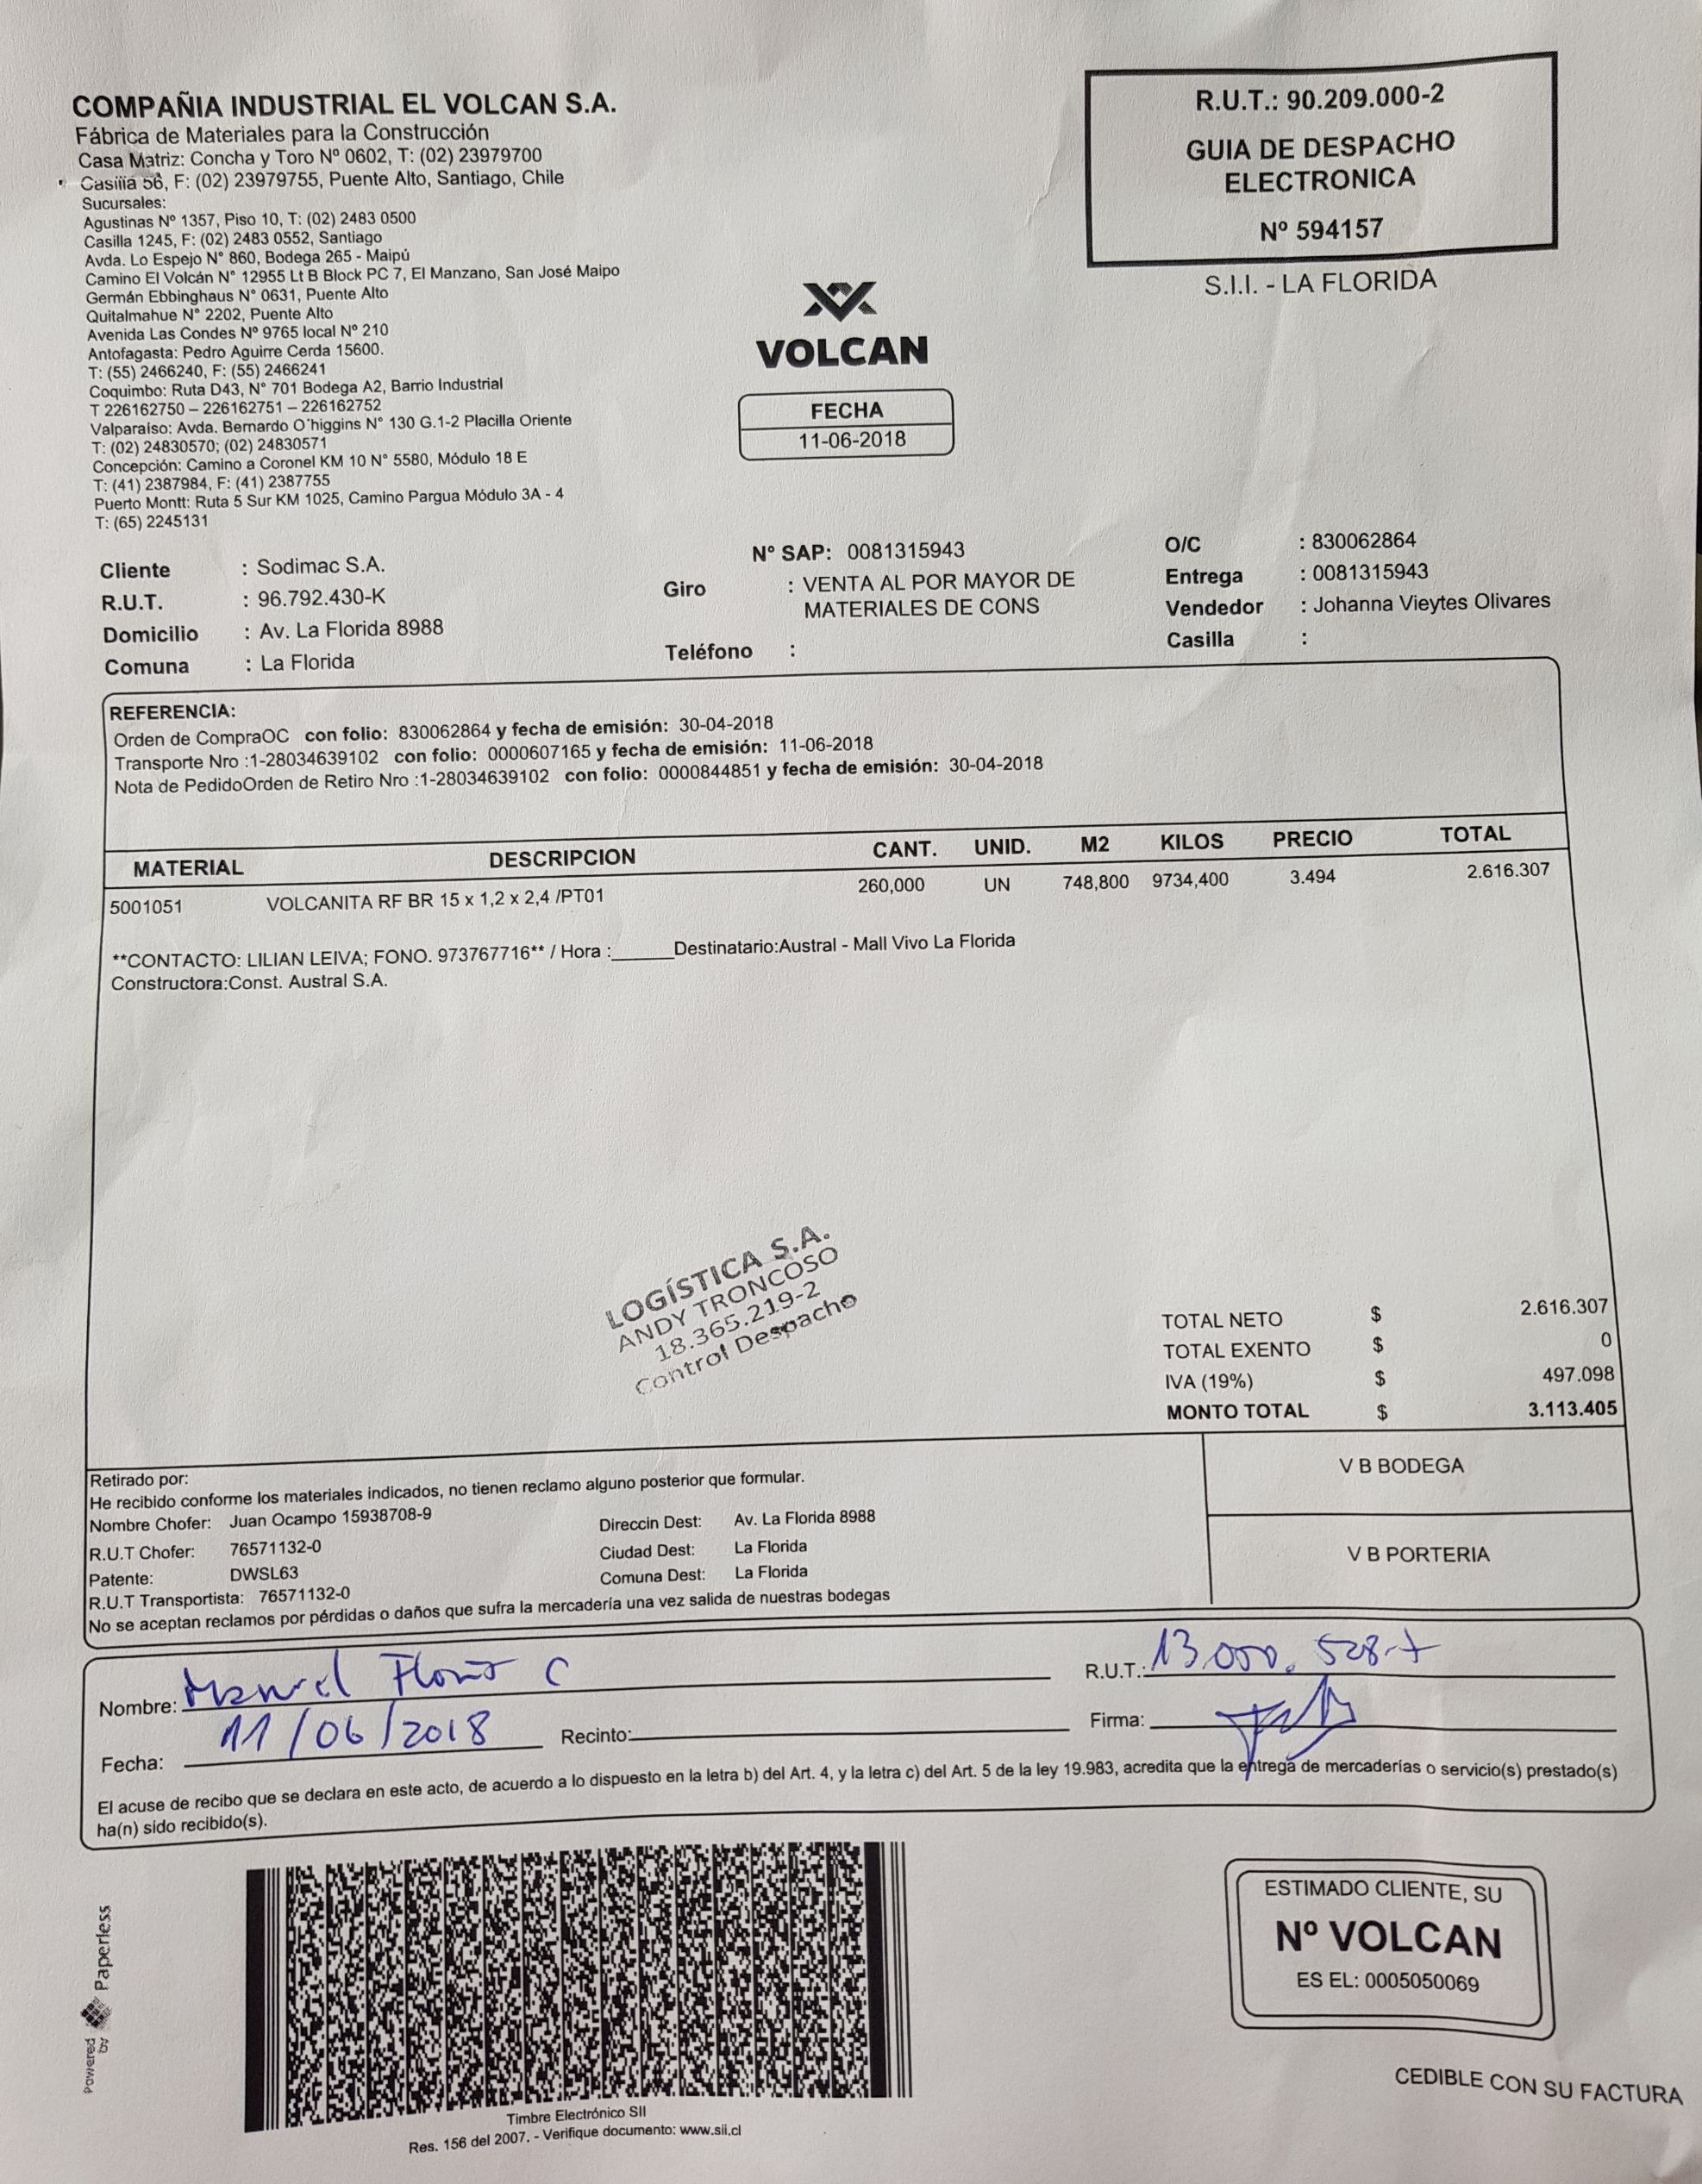 COMPAÑIA INDUSTRIAL EL VOLCAN S.A.
Fábrica de Materiales para la Construcción
Casa Matriz: Concha y Toro Nº 0602, T: (02) 23979700
Casilla 56, F: (02) 23979755, Puente Alto, Santiago, Chile
Sucursales:
Agustinas Nº 1357, Piso 10, T: (02) 2483 0500
Casilla 1245, F: (02) 2483 0552, Santiago
Avda. Lo Espejo N° 860, Bodega 265 - Maipú
Camino El Volcán N° 12955 Lt B Block PC 7, El Manzano, San José Maipo
Germán Ebbinghaus N° 0631, Puente Alto
Quitalmahue N° 2202, Puente Alto
Avenida Las Condes Nº 9765 local Nº 210
Antofagasta: Pedro Aguirre Cerda 15600.
T: (55) 2466240, F: (55) 2466241
Coquimbo: Ruta D43, N° 701 Bodega A2, Barrio Industrial
T 226162750 – 226162751 – 226162752
Valparaíso: Avda. Bernardo O´higgins N° 130 G.1-2 Placilla Oriente
T: (02) 24830570; (02) 24830571
Concepción: Camino a Coronel KM 10 N° 5580, Módulo 18 E
T: (41) 2387984, F: (41) 2387755
Puerto Montt: Ruta 5 Sur KM 1025, Camino Pargua Módulo 3A - 4
T: (65) 2245131
R.U.T.: 90.209.000-2
GUIA DE DESPACHO
ELECTRONICA
Nº 594157
S.I.I. - LA FLORIDA
VOLCAN
FECHA
11-06-2018
Cliente : Sodimac S.A.
R.U.T. : 96.792.430-K
Domicilio : Av. La Florida 8988
Comuna : La Florida
N° SAP: 0081315943
Giro : VENTA AL POR MAYOR DE
MATERIALES DE CONS
Teléfono :
O/C : 830062864
Entrega : 0081315943
Vendedor : Johanna Vieytes Olivares
Casilla :
REFERENCIA:
Orden de CompraOC con folio: 830062864 y fecha de emisión: 30-04-2018
Transporte Nro :1-28034639102 con folio: 0000607165 y fecha de emisión: 11-06-2018
Nota de PedidoOrden de Retiro Nro :1-28034639102 con folio: 0000844851 y fecha de emisión: 30-04-2018
MATERIAL DESCRIPCION CANT. UNID. M2 KILOS PRECIO TOTAL
5001051 VOLCANITA RF BR 15 x 1,2 x 2,4 /PT01 260,000 UN 748,800 9734,400 3.494 2.616.307
**CONTACTO: LILIAN LEIVA; FONO. 973767716** / Hora :______Destinatario:Austral - Mall Vivo La Florida
Constructora:Const. Austral S.A.
LOGÍSTICA S.A.
ANDY TRONCOSO
18.365.219-2
Control Despacho
TOTAL NETO $ 2.616.307
TOTAL EXENTO $ 0
IVA (19%) $ 497.098
MONTO TOTAL $ 3.113.405
Retirado por:
He recibido conforme los materiales indicados, no tienen reclamo alguno posterior que formular.
Nombre Chofer: Juan Ocampo 15938708-9
R.U.T Chofer: 76571132-0
Patente: DWSL63
R.U.T Transportista: 76571132-0
Direccin Dest: Av. La Florida 8988
Ciudad Dest: La Florida
Comuna Dest: La Florida
No se aceptan reclamos por pérdidas o daños que sufra la mercadería una vez salida de nuestras bodegas
V B BODEGA
V B PORTERIA
Nombre: Manuel C
R.U.T.: 13.000.528-7
Fecha: 11/06/2018
Recinto:
Firma:
El acuse de recibo que se declara en este acto, de acuerdo a lo dispuesto en la letra b) del Art. 4, y la letra c) del Art. 5 de la ley 19.983, acredita que la entrega de mercaderías o servicio(s) prestado(s)
ha(n) sido recibido(s).
Powered by Paperless
Timbre Electrónico SII
Res. 156 del 2007. - Verifique documento: www.sii.cl
ESTIMADO CLIENTE, SU
Nº VOLCAN
ES EL: 0005050069
CEDIBLE CON SU FACTURA